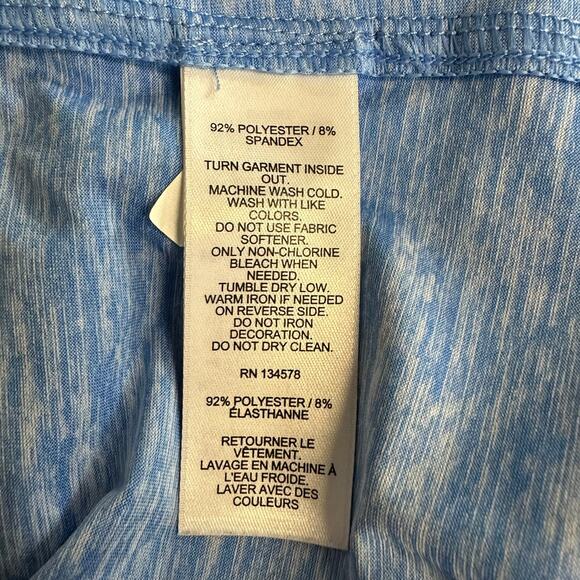 92% POLYESTER / 8%
SPANDEX
TURN GARMENT INSIDE
OUT.
MACHINE WASH COLD.
WASH WITH LIKE
COLORS.
DO NOT USE FABRIC
SOFTENER.
ONLY NON-CHLORINE
BLEACH WHEN
NEEDED.
TUMBLE DRY LOW.
WARM IRON IF NEEDED
ON REVERSE SIDE.
DO NOT IRON
DECORATION.
DO NOT DRY CLEAN.
RN 134578
92% POLYESTER / 8%
ÉLASTHANNE
RETOURNER LE
VÊTEMENT.
LAVAGE EN MACHINE À
L'EAU FROIDE.
LAVER AVEC DES
COULEURS